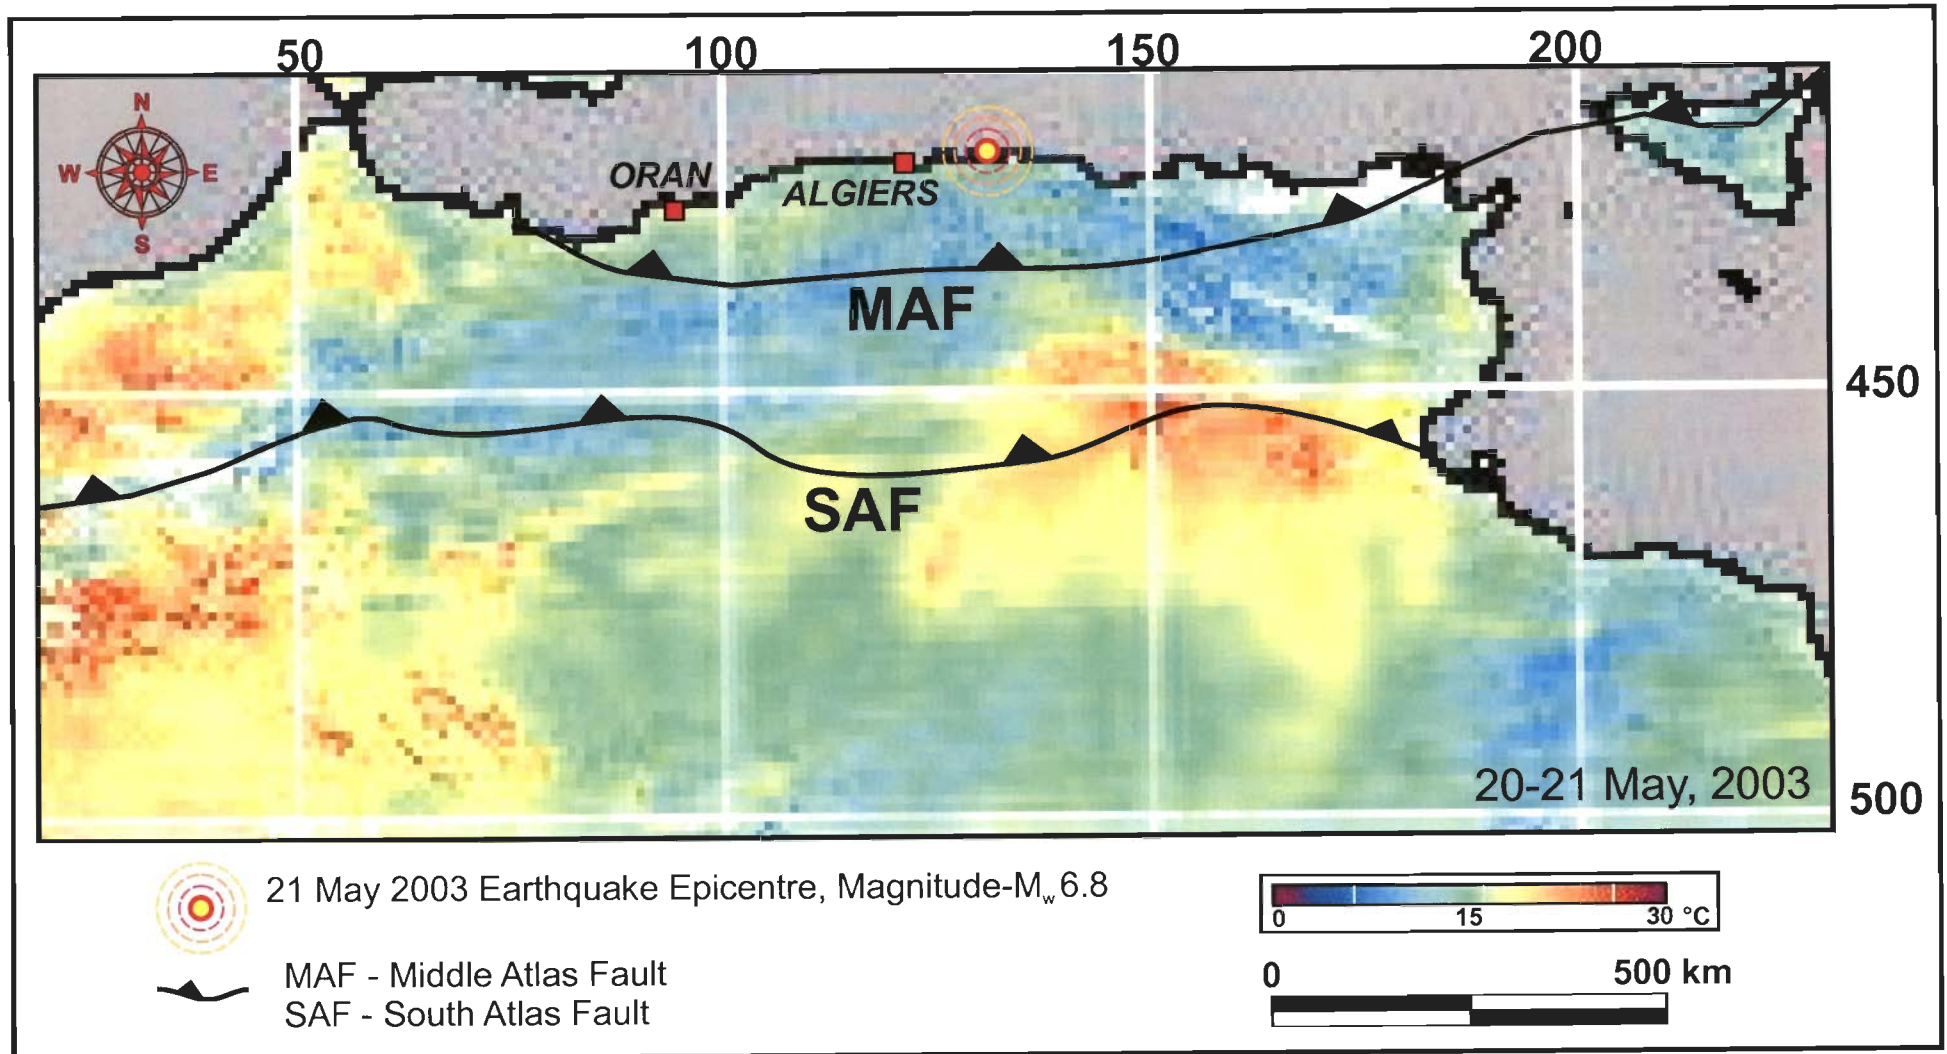 50 100 150 200
N
W E
S
ORAN
ALGIERS
MAF
450
SAF
20-21 May, 2003
500
21 May 2003 Earthquake Epicentre, Magnitude-Mw6.8
0 15 30 °C
MAF - Middle Atlas Fault
SAF - South Atlas Fault
0 500 km